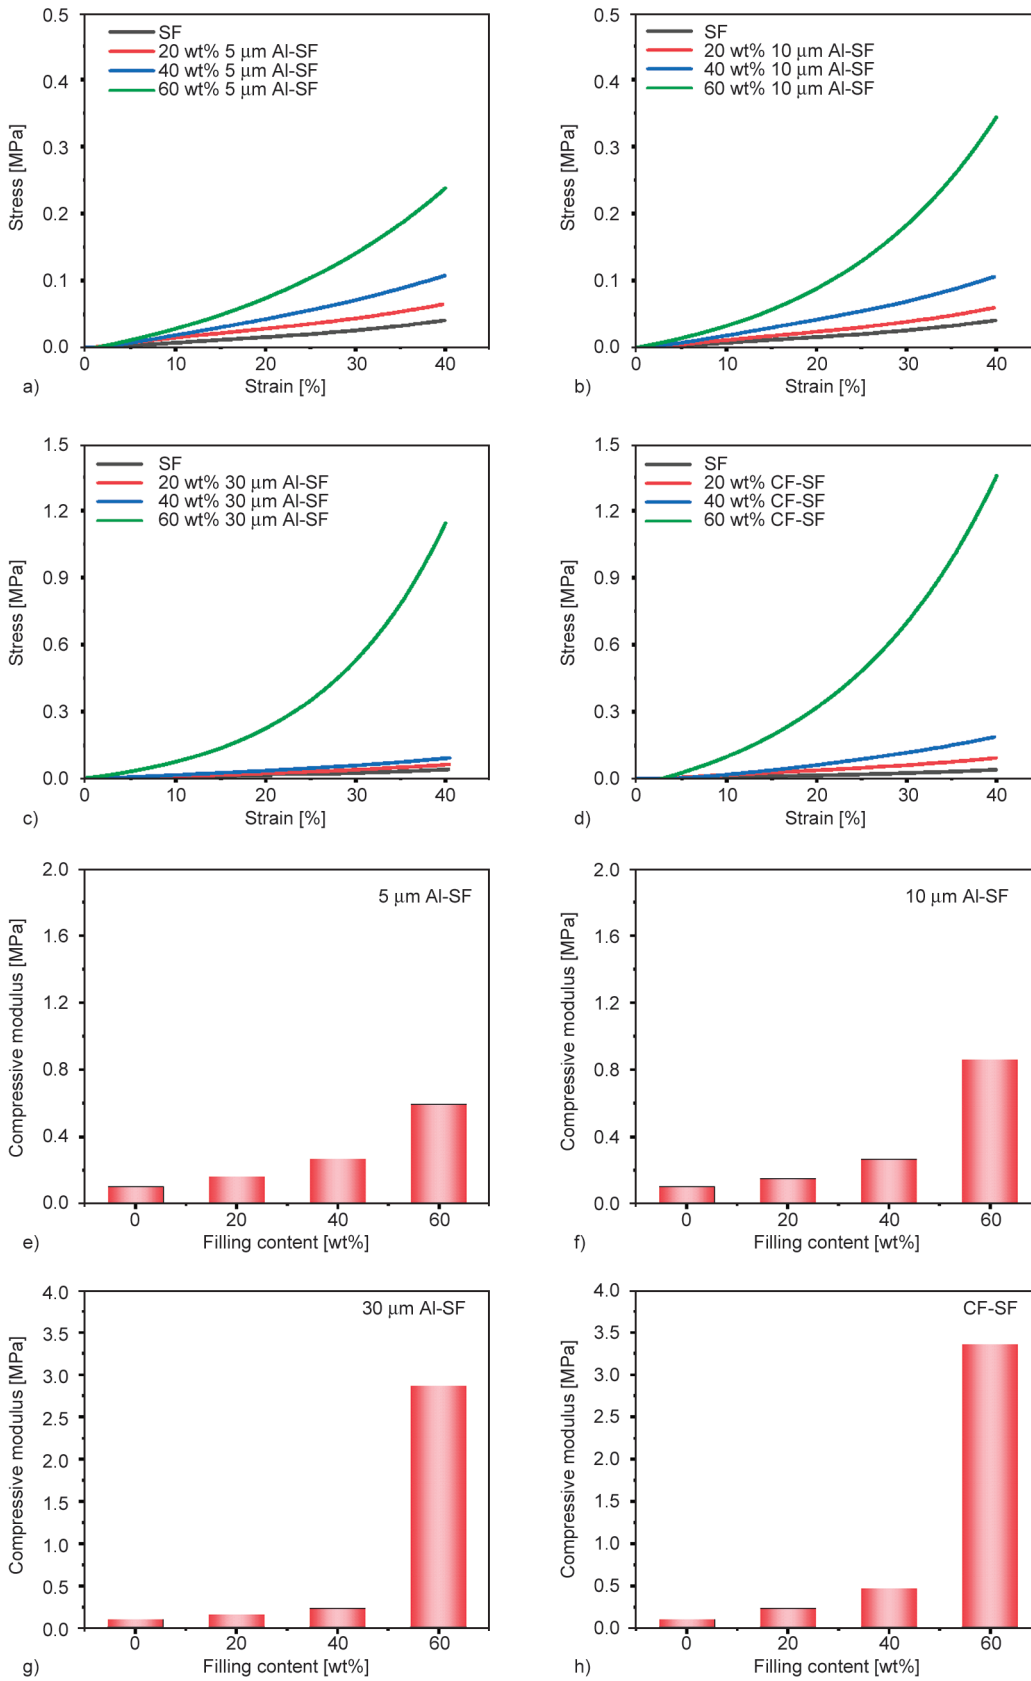 0.5
0.4
0.3
0.2
0.1
0.0
Stress [MPa]
SF
20 wt% 5 μm Al-SF
40 wt% 5 μm Al-SF
60 wt% 5 μm Al-SF
0 10 20 30 40
Strain [%]
a)
0.5
0.4
0.3
0.2
0.1
0.0
Stress [MPa]
SF
20 wt% 10 μm Al-SF
40 wt% 10 μm Al-SF
60 wt% 10 μm Al-SF
0 10 20 30 40
Strain [%]
b)
1.5
1.2
0.9
0.6
0.3
0.0
Stress [MPa]
SF
20 wt% 30 μm Al-SF
40 wt% 30 μm Al-SF
60 wt% 30 μm Al-SF
0 10 20 30 40
Strain [%]
c)
1.5
1.2
0.9
0.6
0.3
0.0
Stress [MPa]
SF
20 wt% CF-SF
40 wt% CF-SF
60 wt% CF-SF
0 10 20 30 40
Strain [%]
d)
2.0
1.6
1.2
0.8
0.4
0.0
Compressive modulus [MPa]
5 μm Al-SF
0 20 40 60
Filling content [wt%]
e)
2.0
1.6
1.2
0.8
0.4
0.0
Compressive modulus [MPa]
10 μm Al-SF
0 20 40 60
Filling content [wt%]
f)
4.0
3.5
3.0
2.5
2.0
1.5
1.0
0.5
0.0
Compressive modulus [MPa]
30 μm Al-SF
0 20 40 60
Filling content [wt%]
g)
4.0
3.5
3.0
2.5
2.0
1.5
1.0
0.5
0.0
Compressive modulus [MPa]
CF-SF
0 20 40 60
Filling content [wt%]
h)